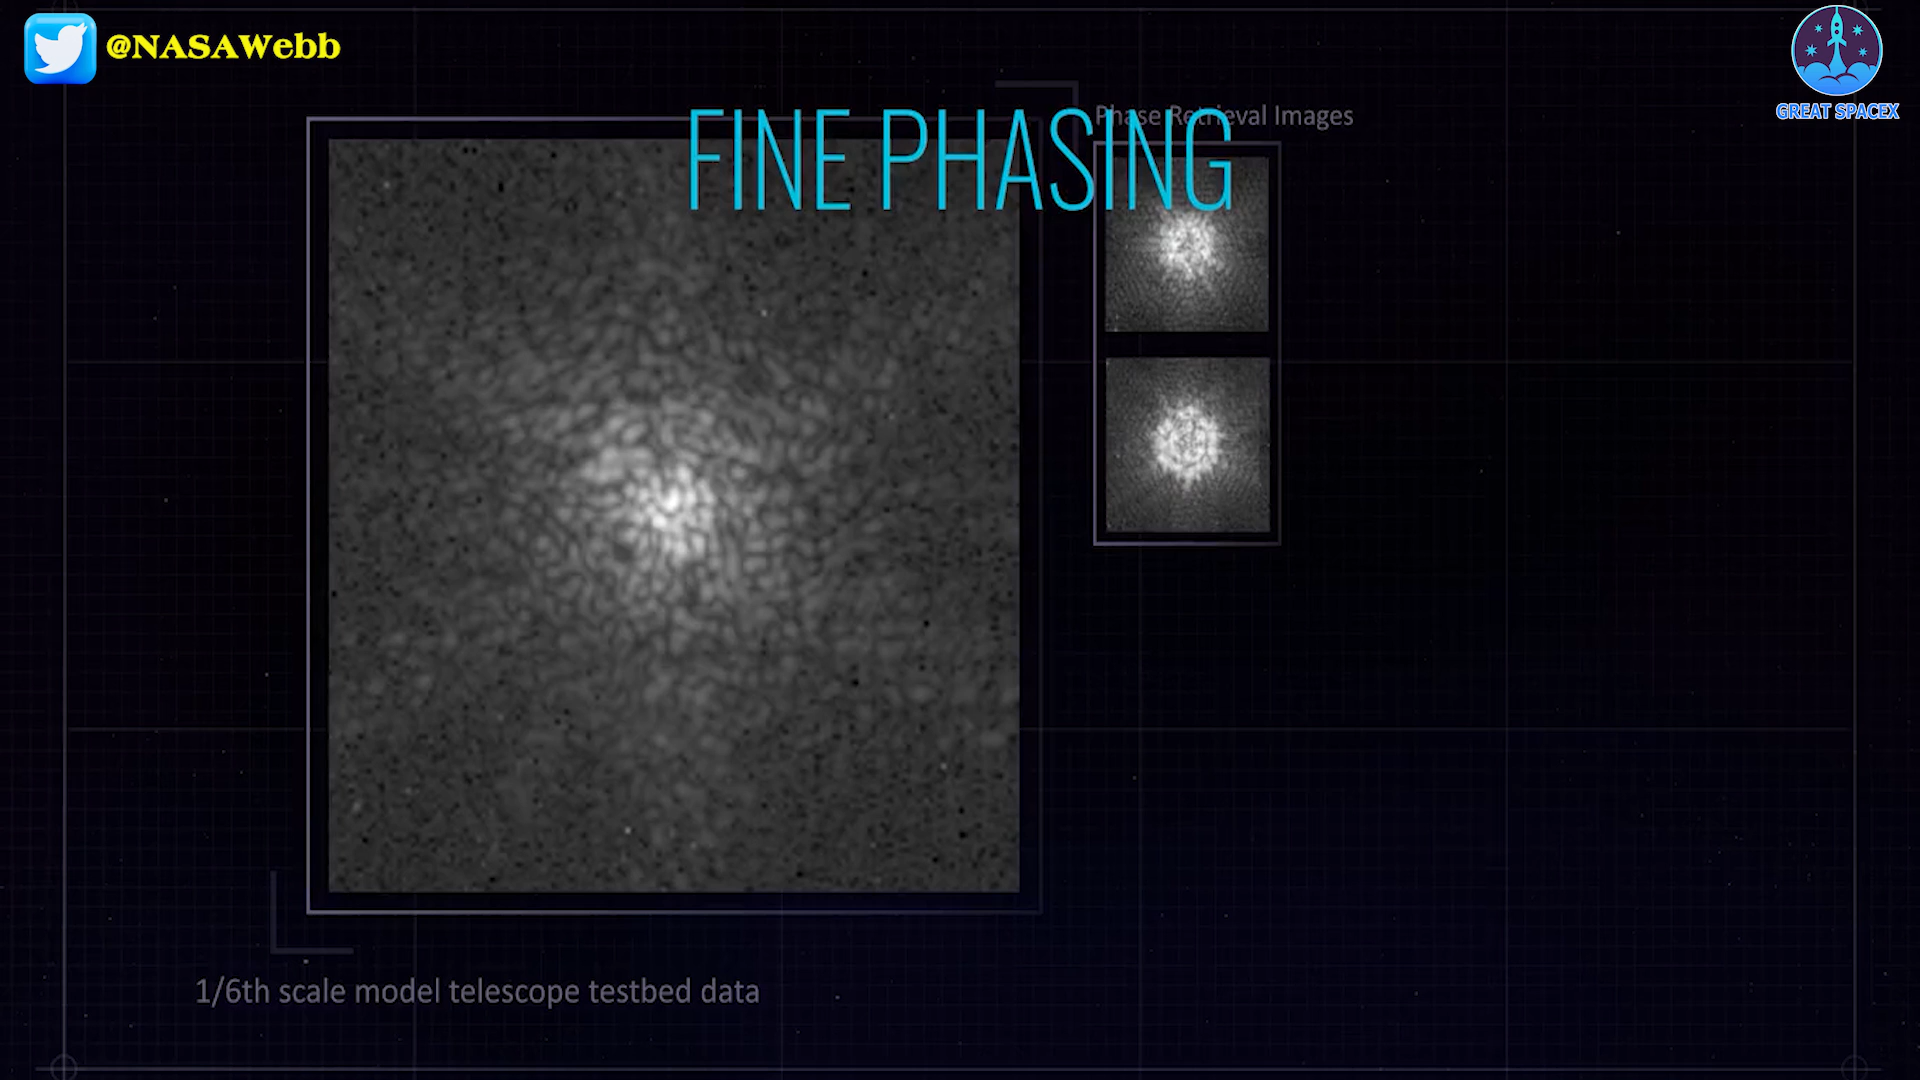 @NASAWebb
GREAT SPACEX
Phase Retrieval Images
FINE PHASING
1/6th scale model telescope testbed data